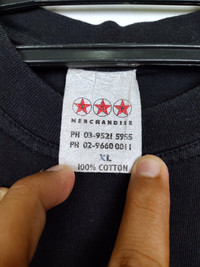 MERCHANDISE
PH 03-9521 5955
PH 02-9660 0011
XL
100% COTTON